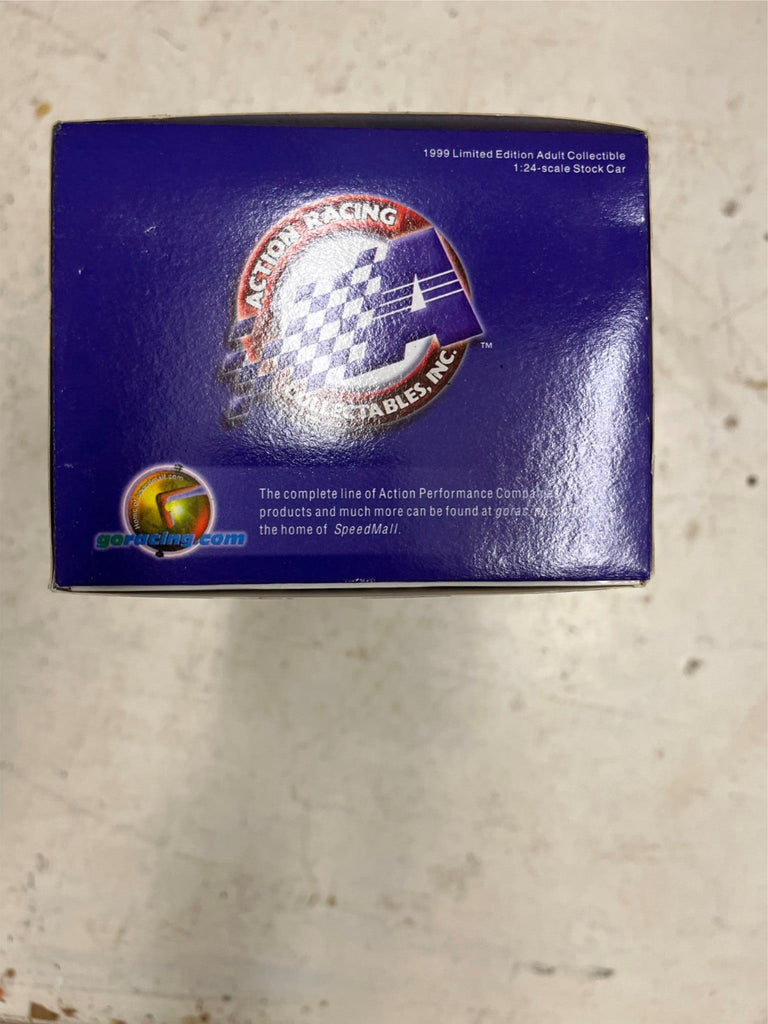 1999 Limited Edition Adult Collectible
1:24-scale Stock Car
ACTION RACING
COLLECTABLES, INC.
TM
The complete line of Action Performance
products and much more can be found at
the home of SpeedMall.
goracing.com